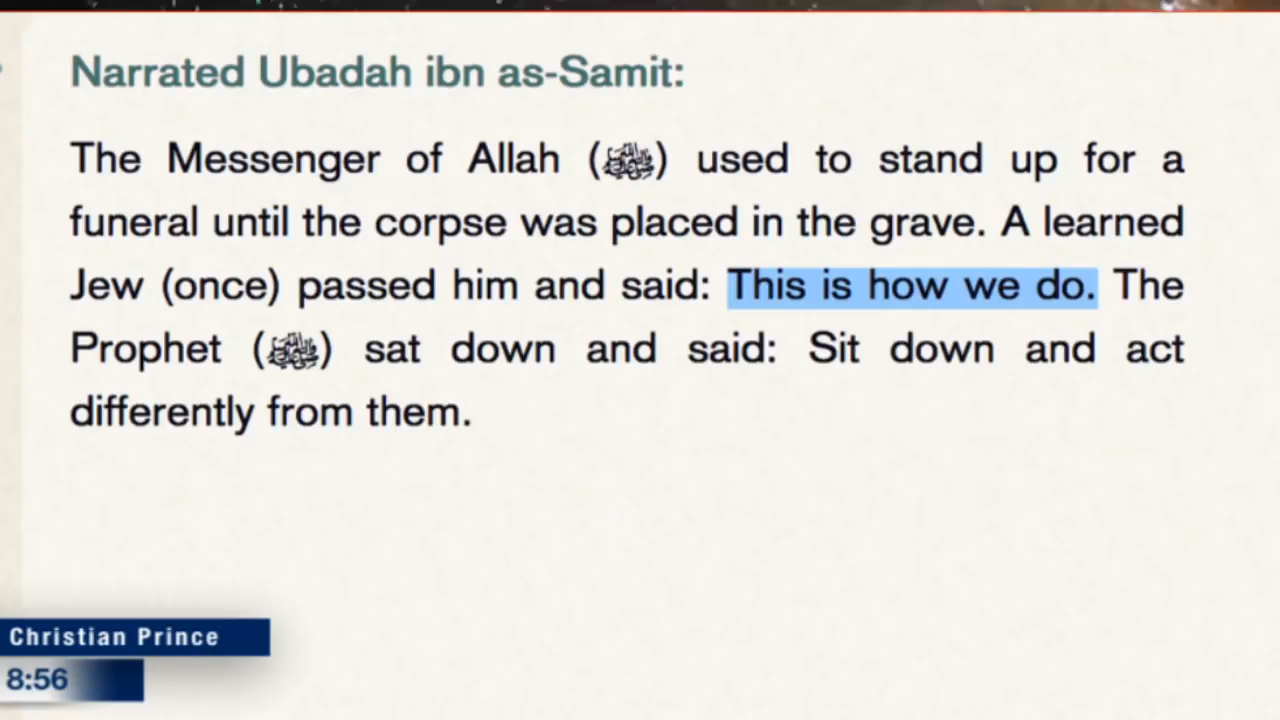 Narrated Ubadah ibn as-Samit:
The Messenger of Allah (ﷺ) used to stand up for a
funeral until the corpse was placed in the grave. A learned
Jew (once) passed him and said: This is how we do. The
Prophet (ﷺ) sat down and said: Sit down and act
differently from them.
Christian Prince
8:56